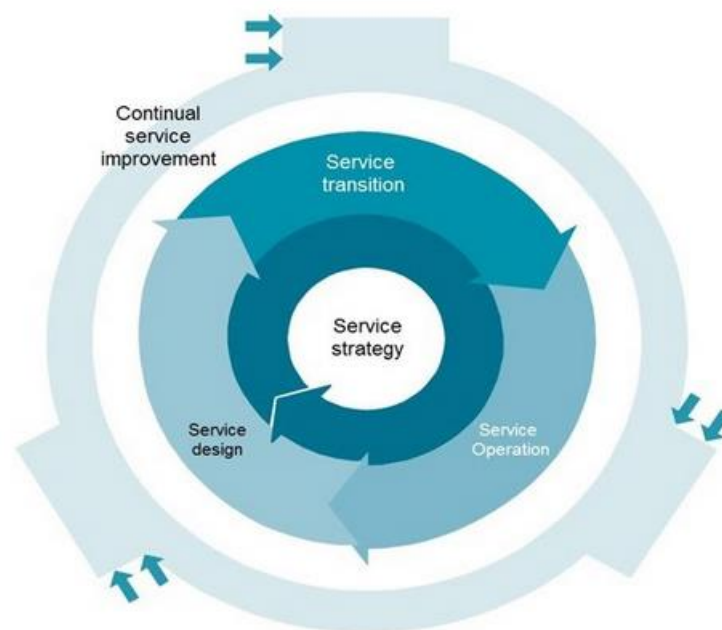 Continual
service
improvement
Service
transition
Service
strategy
Service
design
Service
Operation